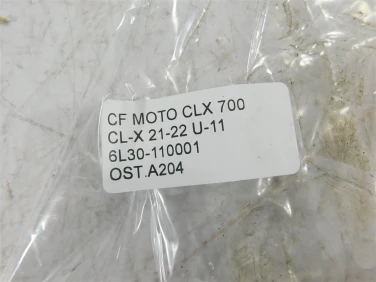 CF MOTO CLX 700
CL-X 21-22 U-11
6L30-110001
OST.A204